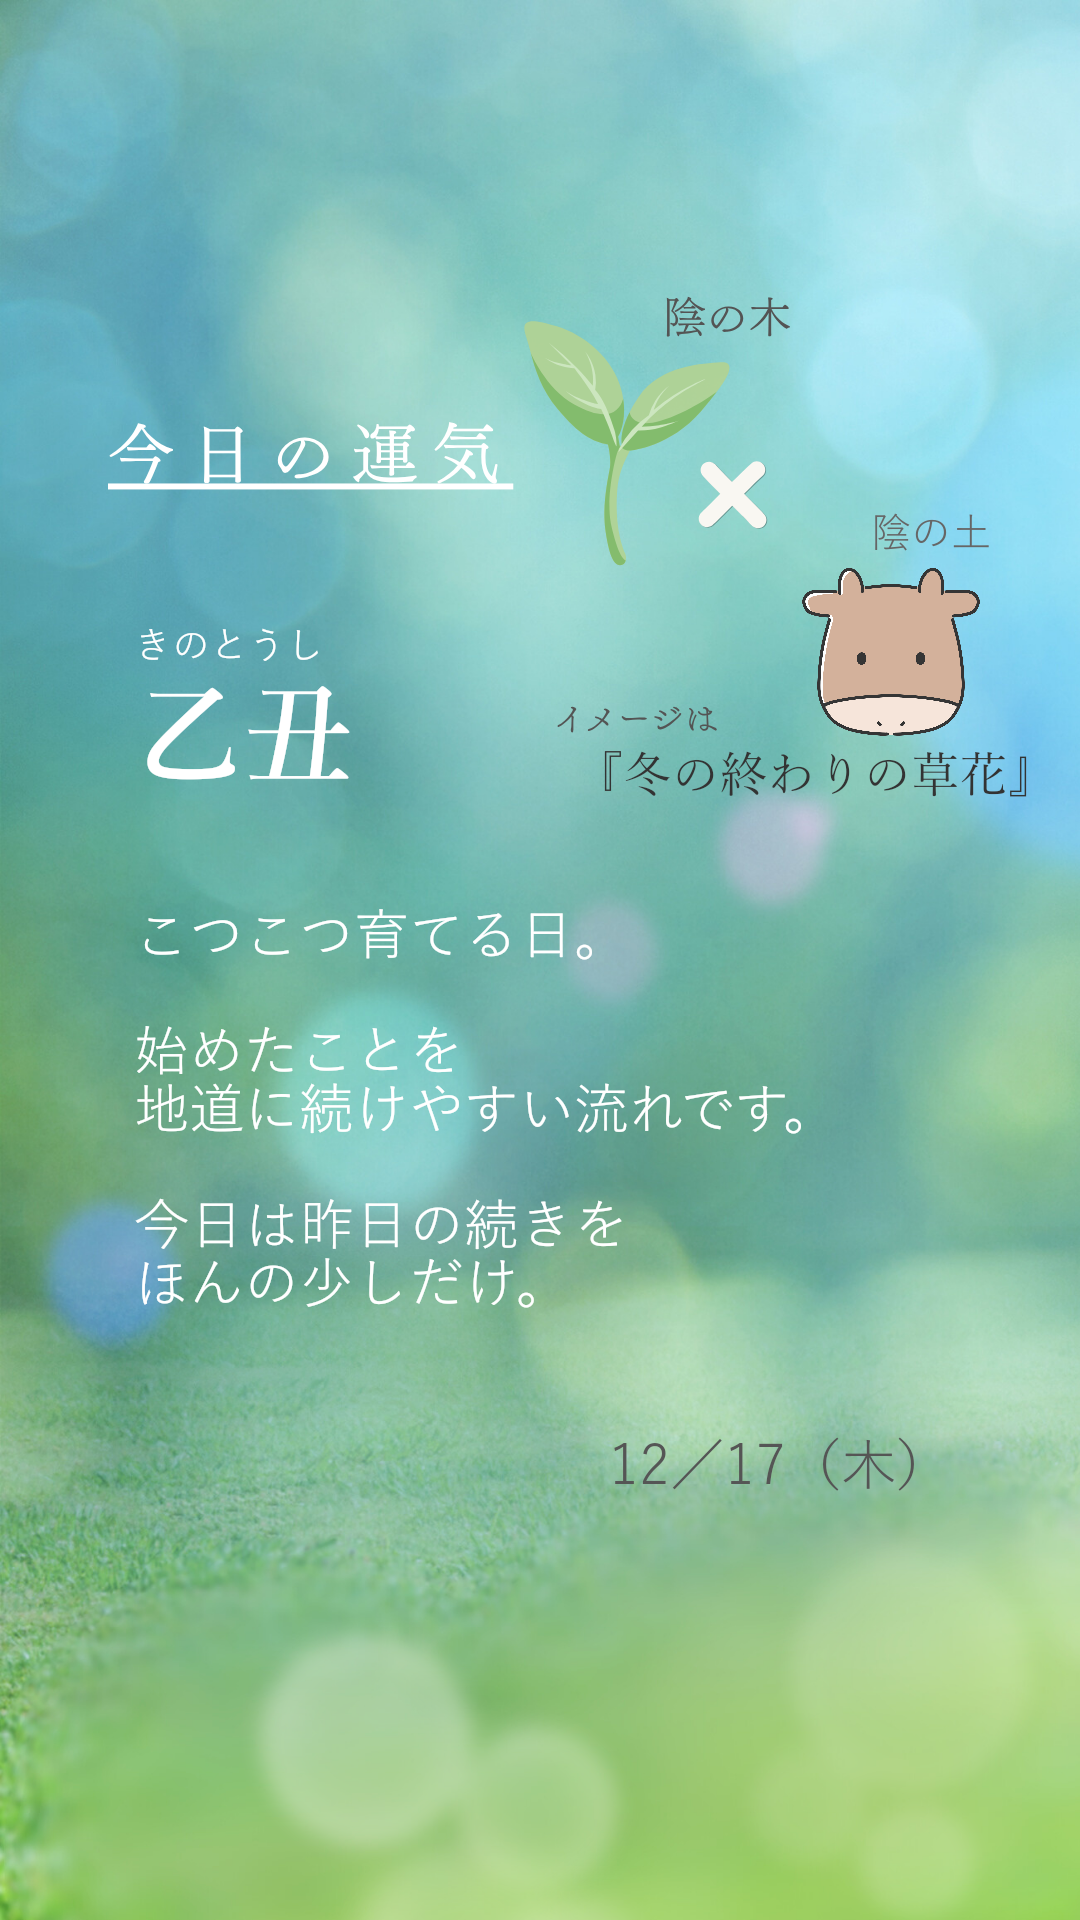 陰の木
今日の運気
陰の土
きのとうし
乙丑
イメージは
『冬の終わりの草花』
こつこつ育てる日。
始めたことを
地道に続けやすい流れです。
今日は昨日の続きを
ほんの少しだけ。
12／17（木）